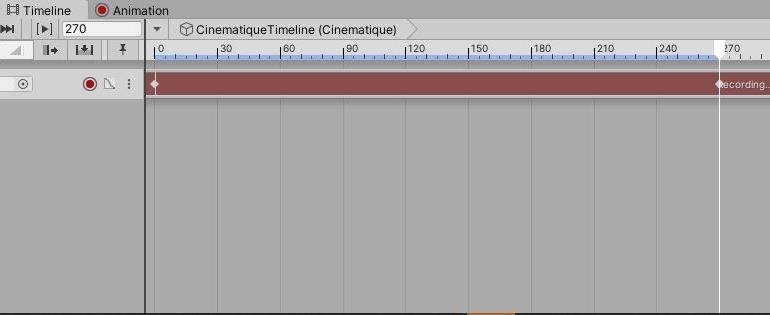 Timeline Animation
270 CinematiqueTimeline (Cinematique)
0 30 60 90 120 150 180 210 240 270
ecording..